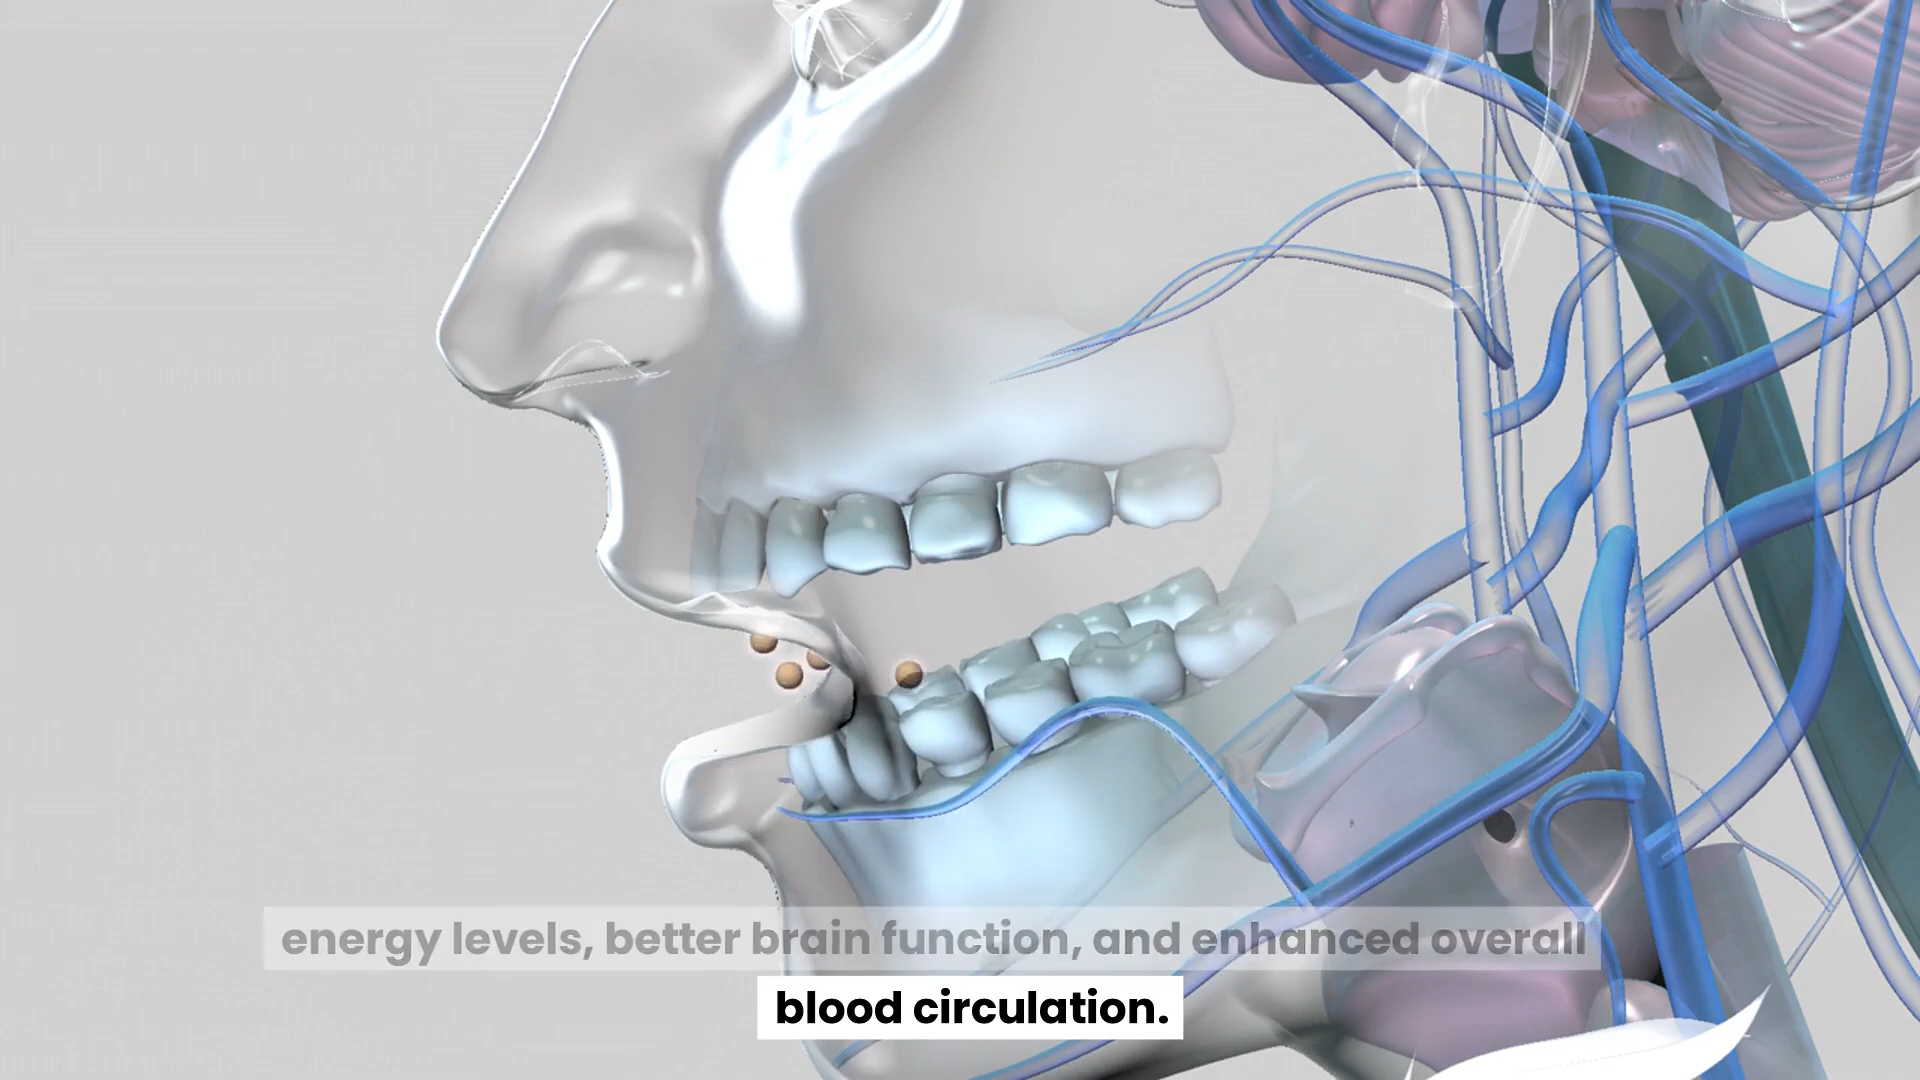 energy levels, better brain function, and enhanced overall
blood circulation.